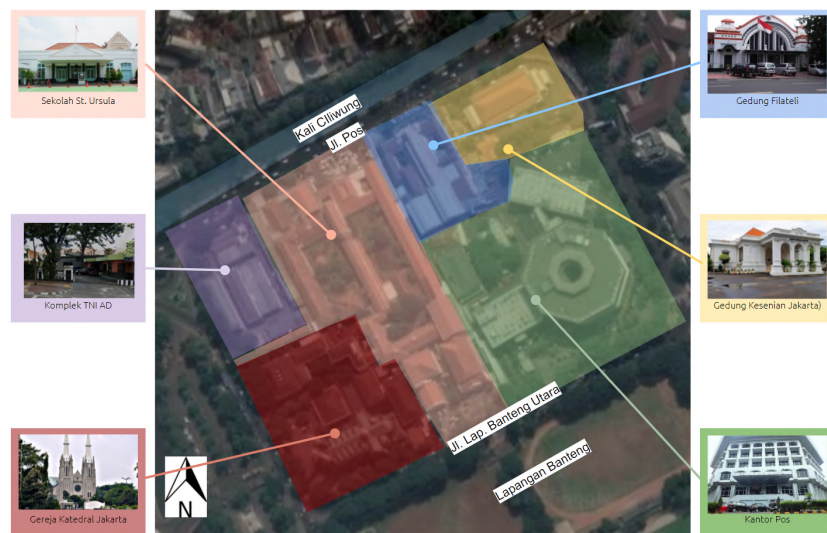 Sekolah St. Ursula
Gedung Filateli
Kali CIliwung
Jl. Pos
Komplek TNI AD
Gedung Kesenian Jakarta)
Jl. Lap. Banteng Utara
Lapangan Banteng
N
Gereja Katedral Jakarta
Kantor Pos